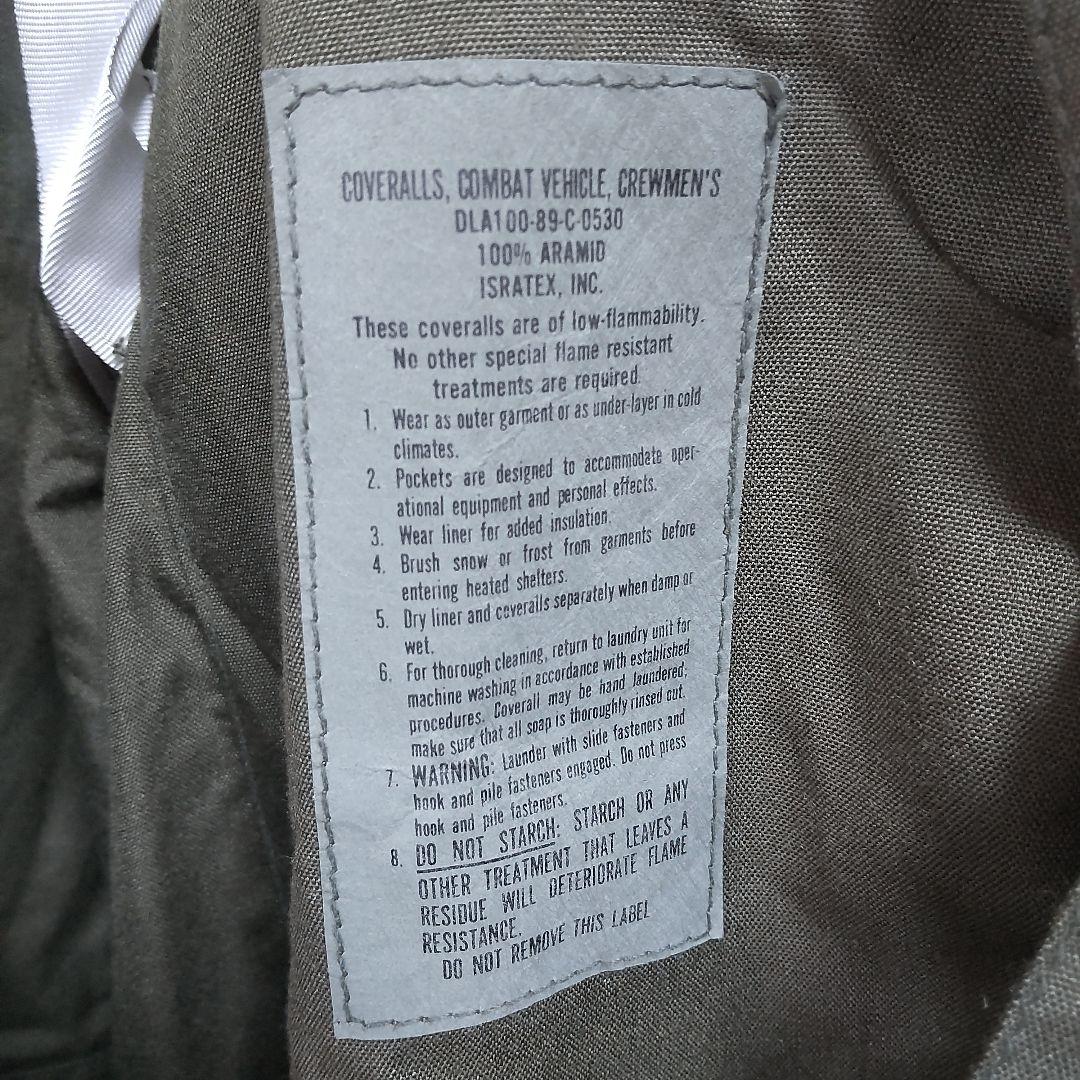 COVERALLS, COMBAT VEHICLE, CREWMEN'S
DLA100-89-C-0530
100% ARAMID
ISRATEX, INC.
These coveralls are of low-flammability.
No other special flame resistant
treatments are required.
1. Wear as outer garment or as under-layer in cold
climates.
2. Pockets are designed to accommodate oper-
ational equipment and personal effects.
3. Wear liner for added insulation.
4. Brush snow or frost from garments before
entering heated shelters.
5. Dry liner and coveralls separately when damp or
wet.
6. For thorough cleaning, return to laundry unit for
machine washing in accordance with established
procedures. Coverall may be hand laundered;
make sure that all soap is thoroughly rinsed out.
7. WARNING: Launder with slide fasteners and
hook and pile fasteners engaged. Do not press
hook and pile fasteners.
8. DO NOT STARCH: STARCH OR ANY
OTHER TREATMENT THAT LEAVES A
RESIDUE WILL DETERIORATE FLAME
RESISTANCE.
DO NOT REMOVE THIS LABEL